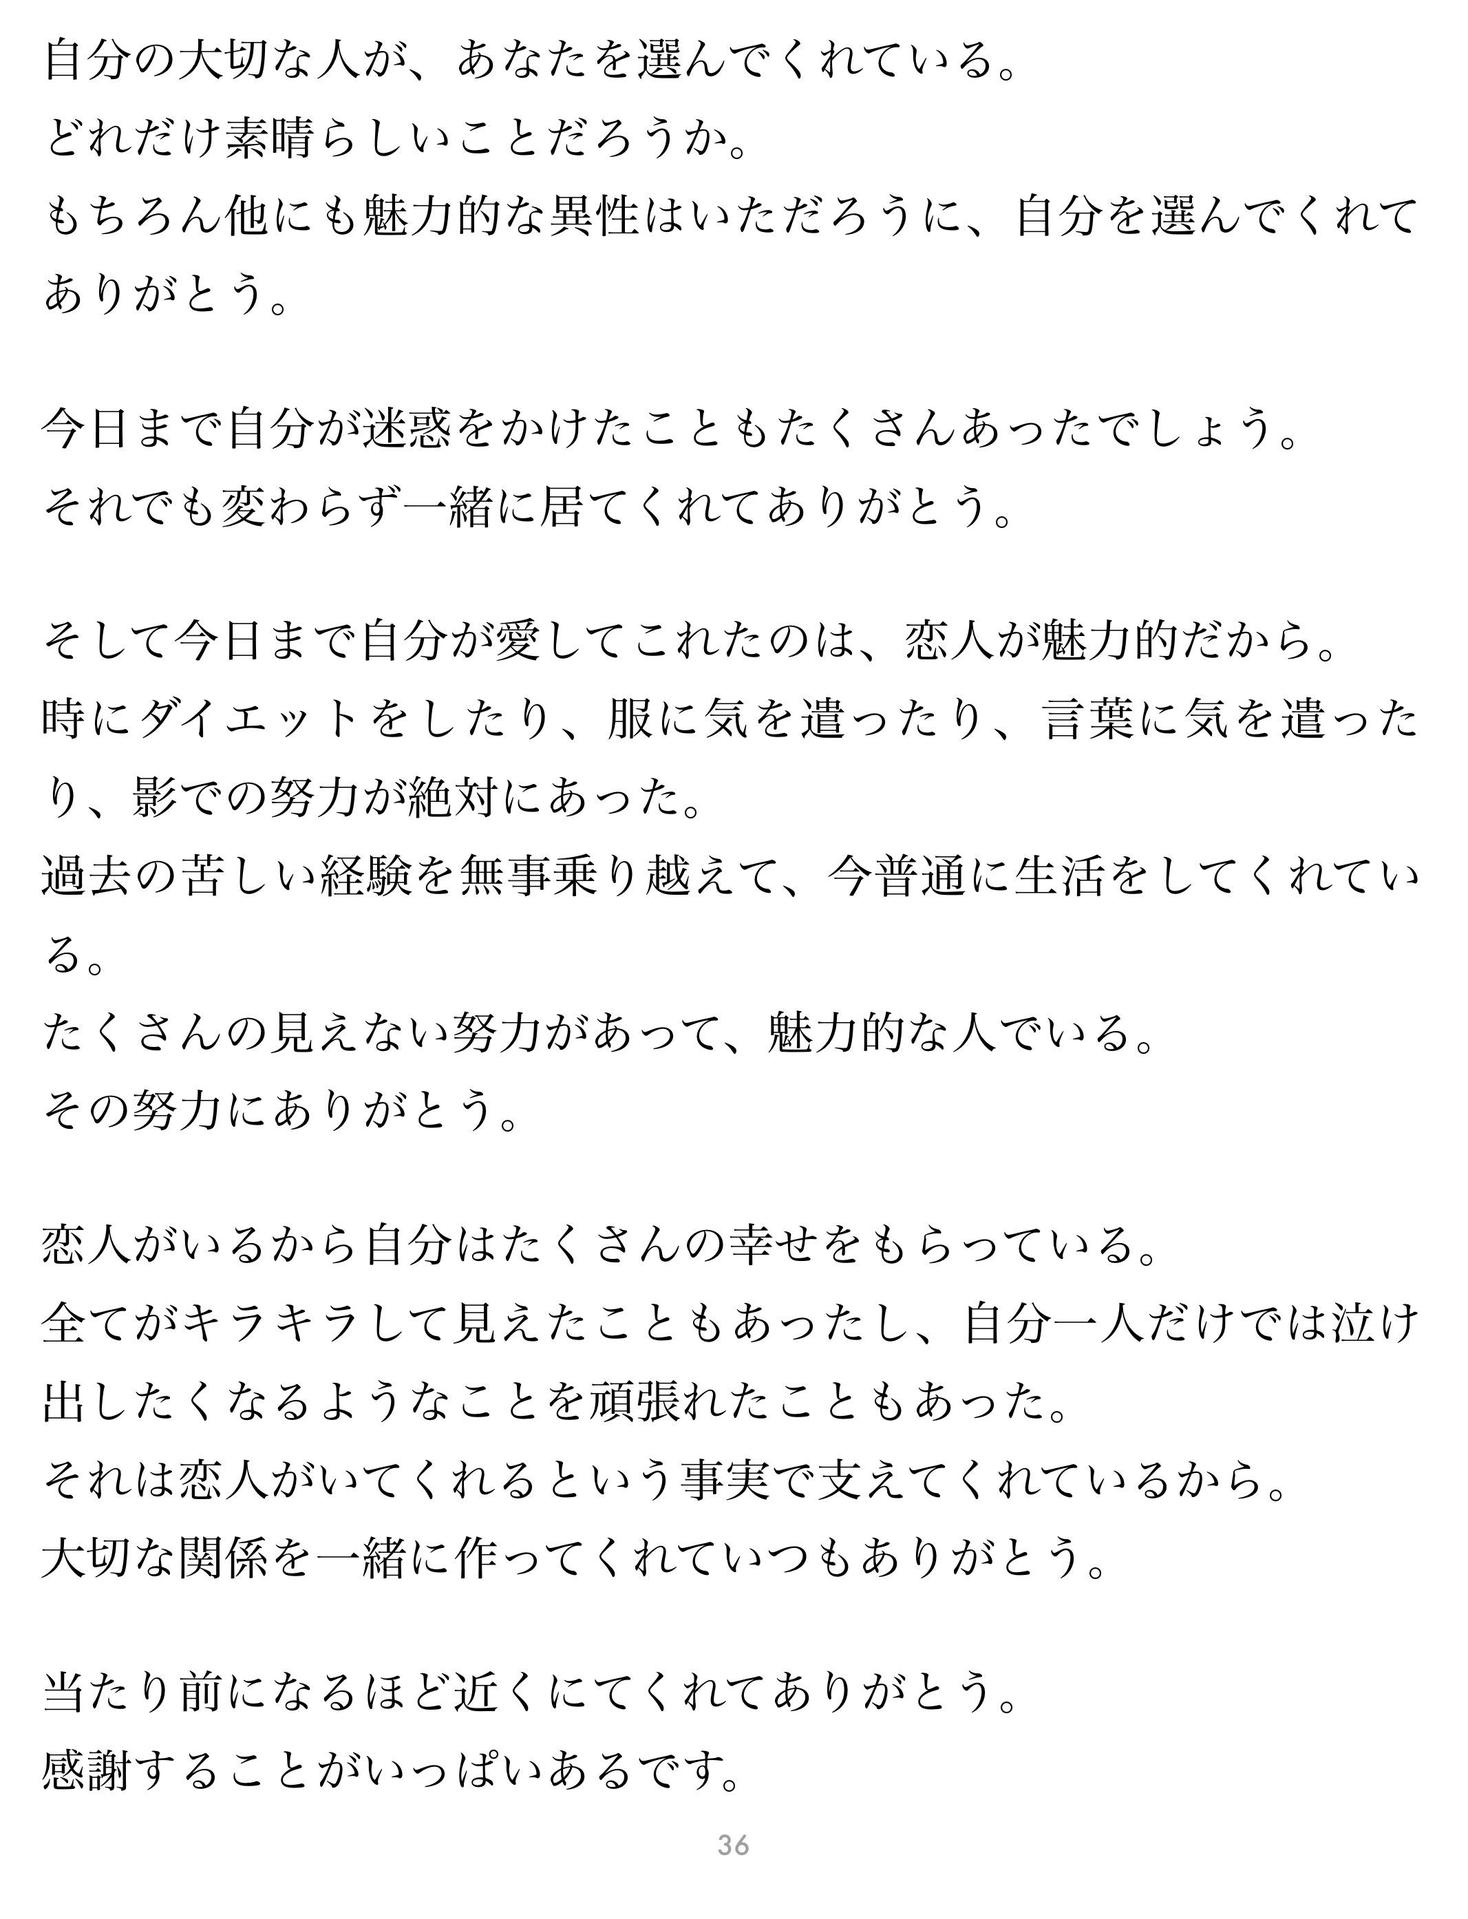 自分の大切な人が、あなたを選んでくれている。
どれだけ素晴らしいことだろうか。
もちろん他にも魅力的な異性はいただろうに、自分を選んでくれて
ありがとう。
今日まで自分が迷惑をかけたこともたくさんあったでしょう。
それでも変わらず一緒に居てくれてありがとう。
そして今日まで自分が愛してこれたのは、恋人が魅力的だから。
時にダイエットをしたり、服に気を遣ったり、言葉に気を遣った
り、影での努力が絶対にあった。
過去の苦しい経験を無事乗り越えて、今普通に生活をしてくれてい
る。
たくさんの見えない努力があって、魅力的な人でいる。
その努力にありがとう。
恋人がいるから自分はたくさんの幸せをもらっている。
全てがキラキラして見えたこともあったし、自分一人だけでは泣け
出したくなるようなことを頑張れたこともあった。
それは恋人がいてくれるという事実で支えてくれているから。
大切な関係を一緒に作ってくれていつもありがとう。
当たり前になるほど近くにてくれてありがとう。
感謝することがいっぱいあるです。
36